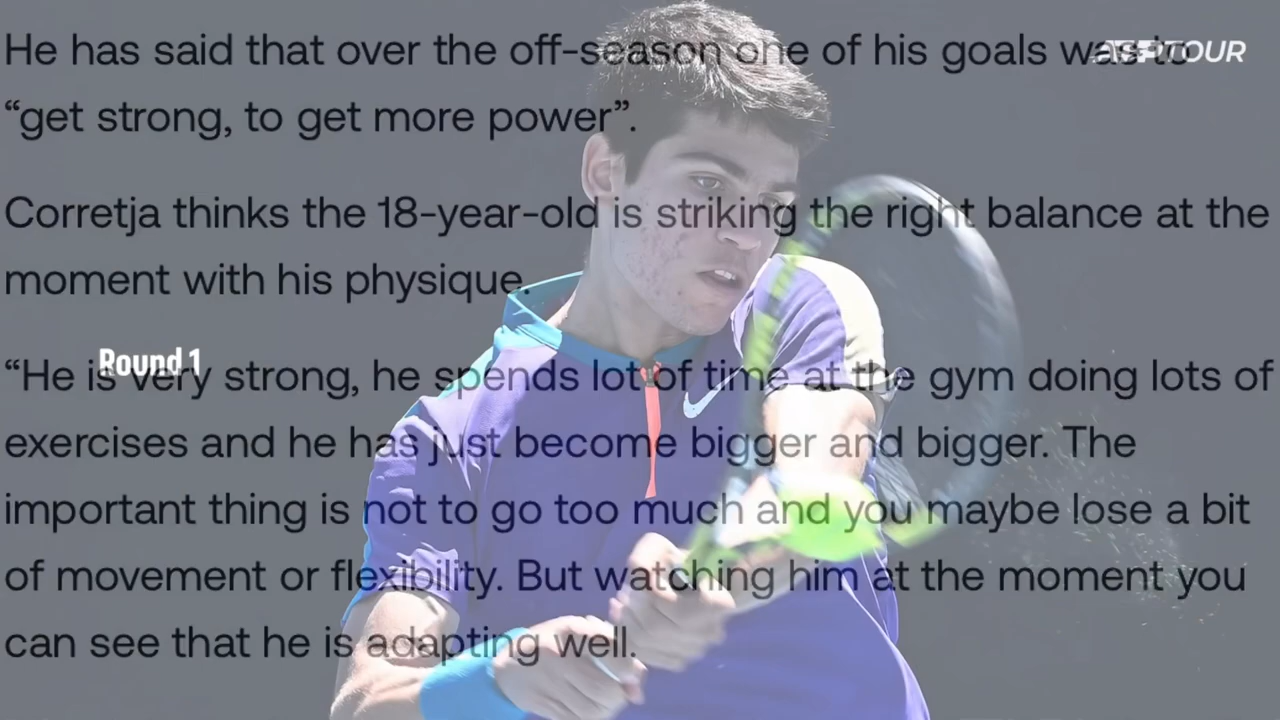 He has said that over the off-season one of his goals was to
ATP TOUR
“get strong, to get more power”.
Corretja thinks the 18-year-old is striking the right balance at the
moment with his physique.
Round 1
“He is very strong, he spends lot of time at the gym doing lots of
exercises and he has just become bigger and bigger. The
important thing is not to go too much and you maybe lose a bit
of movement or flexibility. But watching him at the moment you
can see that he is adapting well.